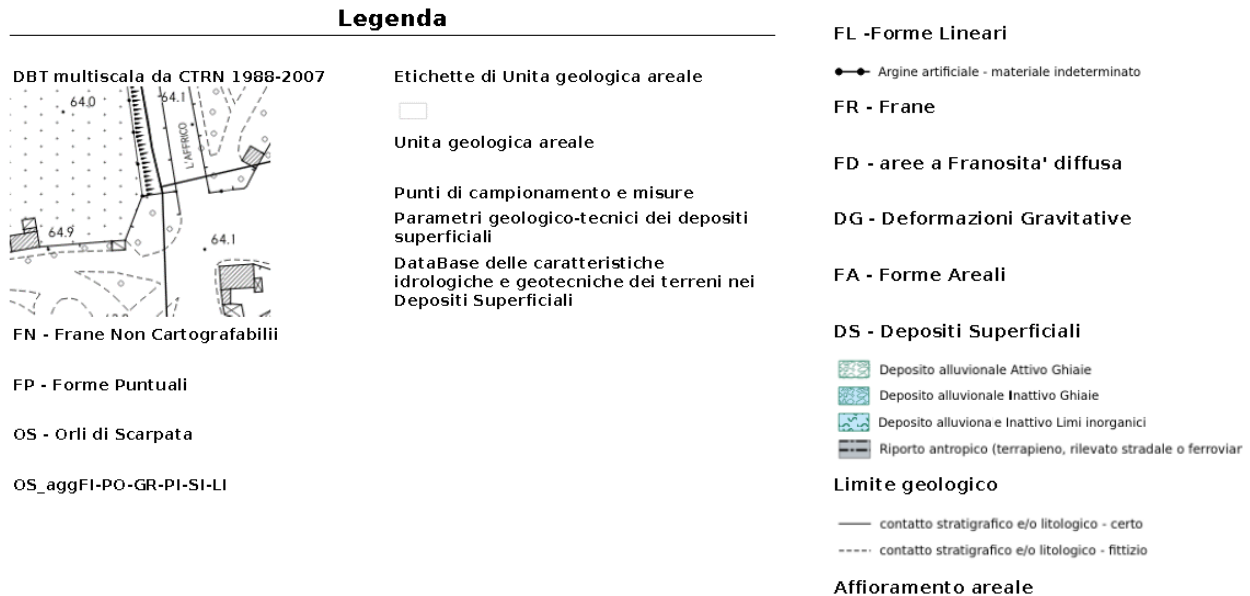 Legenda
DBT multiscala da CTRN 1988-2007
64.0
64.1
L'AFFRICO
64.9
64.1
FN - Frane Non Cartografabilii
FP - Forme Puntuali
OS - Orli di Scarpata
OS_aggFI-PO-GR-PI-SI-LI
Etichette di Unita geologica areale
Unita geologica areale
Punti di campionamento e misure
Parametri geologico-tecnici dei depositi
superficiali
DataBase delle caratteristiche
idrologiche e geotecniche dei terreni nei
Depositi Superficiali
FL -Forme Lineari
Argine artificiale - materiale indeterminato
FR - Frane
FD - aree a Franosita' diffusa
DG - Deformazioni Gravitative
FA - Forme Areali
DS - Depositi Superficiali
Deposito alluvionale Attivo Ghiaie
Deposito alluvionale Inattivo Ghiaie
Deposito alluviona e Inattivo Limi inorganici
Riporto antropico (terrapieno, rilevato stradale o ferroviar
Limite geologico
contatto stratigrafico e/o litologico - certo
contatto stratigrafico e/o litologico - fittizio
Affioramento areale